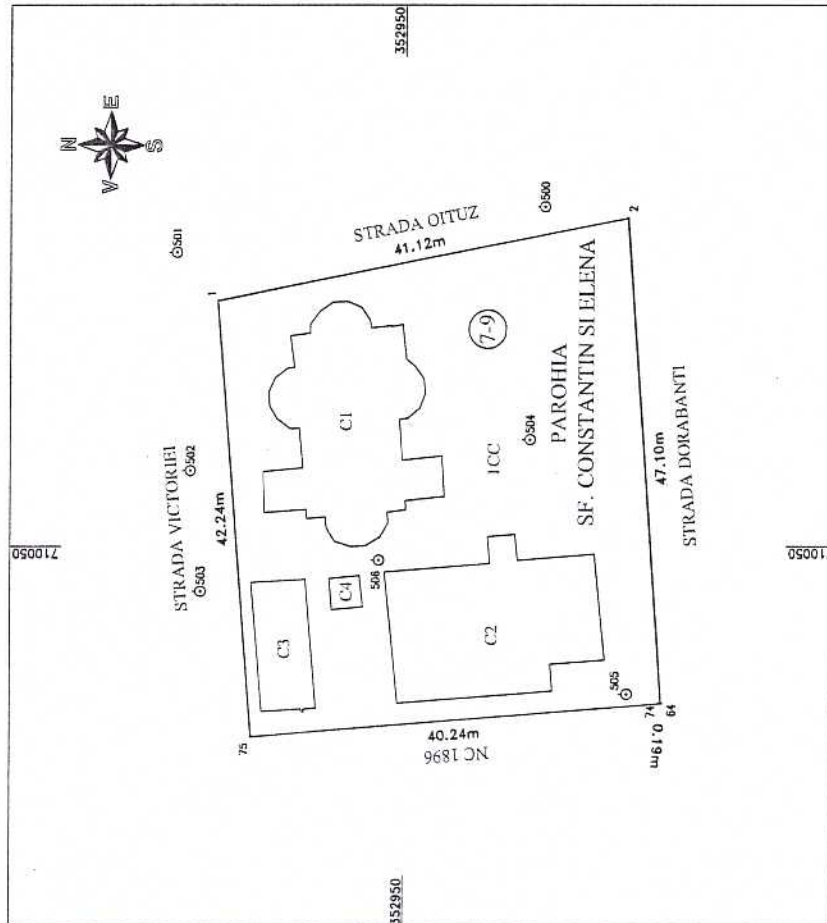 352950
N
E
S
V
501
500
1
STRADA OITUZ
41.12m
2
STRADA VICTORIEI
42.24m
502
503
C1
7-9
1CC
504
PAROHIA
SF. CONSTANTIN SI ELENA
710050
710050
506
C3
C4
C2
505
47.10m
STRADA DORABANTI
75
40.24m
NC 1896
74
64
0.19m
352950